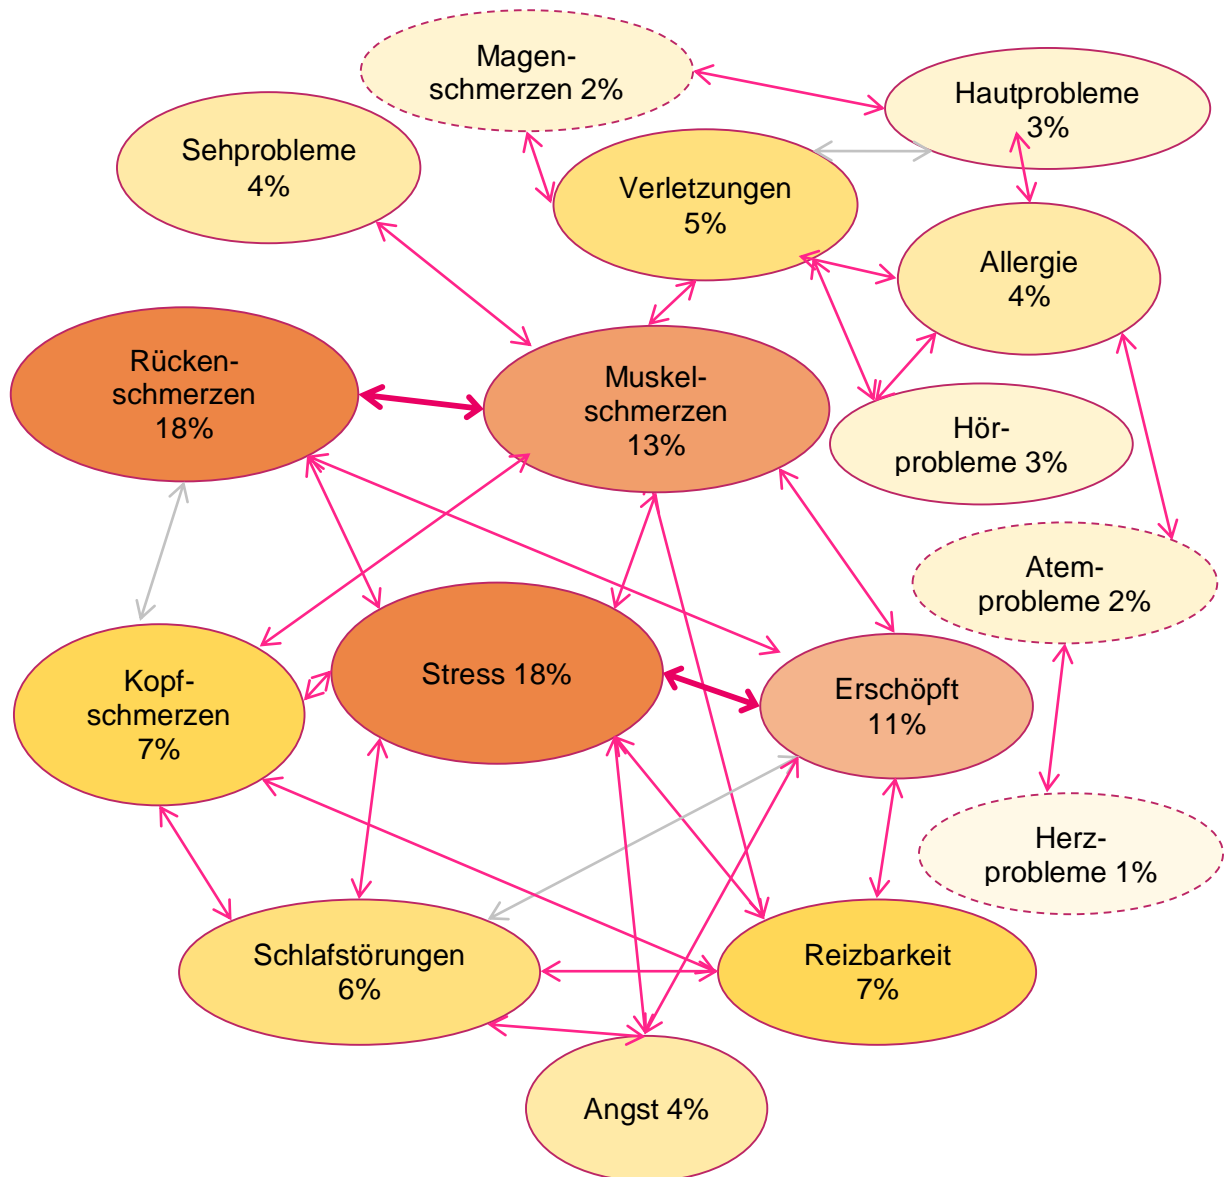 Magen-
schmerzen 2%
Hautprobleme
3%
Sehprobleme
4%
Verletzungen
5%
Allergie
4%
Rücken-
schmerzen
18%
Muskel-
schmerzen
13%
Hör-
probleme 3%
Atem-
probleme 2%
Kopf-
schmerzen
7%
Stress 18%
Erschöpft
11%
Herz-
probleme 1%
Schlafstörungen
6%
Reizbarkeit
7%
Angst 4%